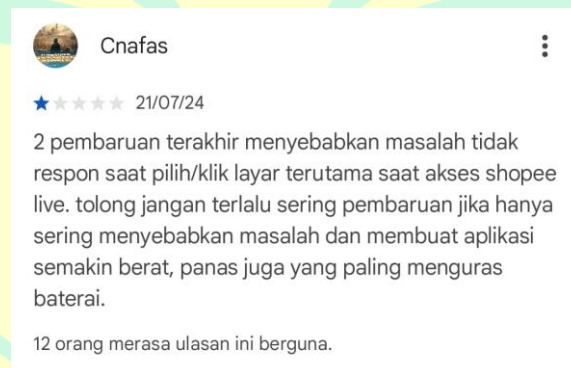 Cnafas
21/07/24
2 pembaruan terakhir menyebabkan masalah tidak
respon saat pilih/klik layar terutama saat akses shopee
live. tolong jangan terlalu sering pembaruan jika hanya
sering menyebabkan masalah dan membuat aplikasi
semakin berat, panas juga yang paling menguras
baterai.
12 orang merasa ulasan ini berguna.